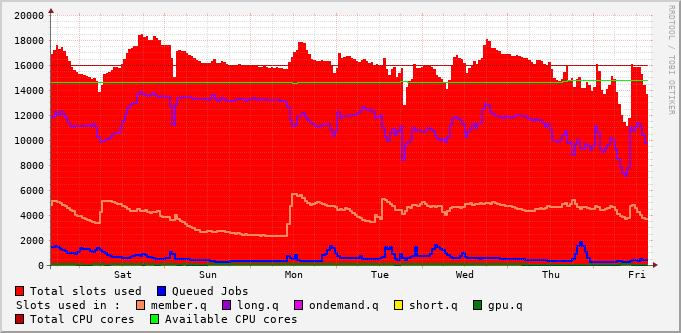 20000
18000
16000
14000
12000
10000
8000
6000
4000
2000
0
Sat Sun Mon Tue Wed Thu Fri
RRDTOOL / TOBI OETIKER
Total slots used Queued Jobs
Slots used in : member.q long.q ondemand.q short.q gpu.q
Total CPU cores Available CPU cores